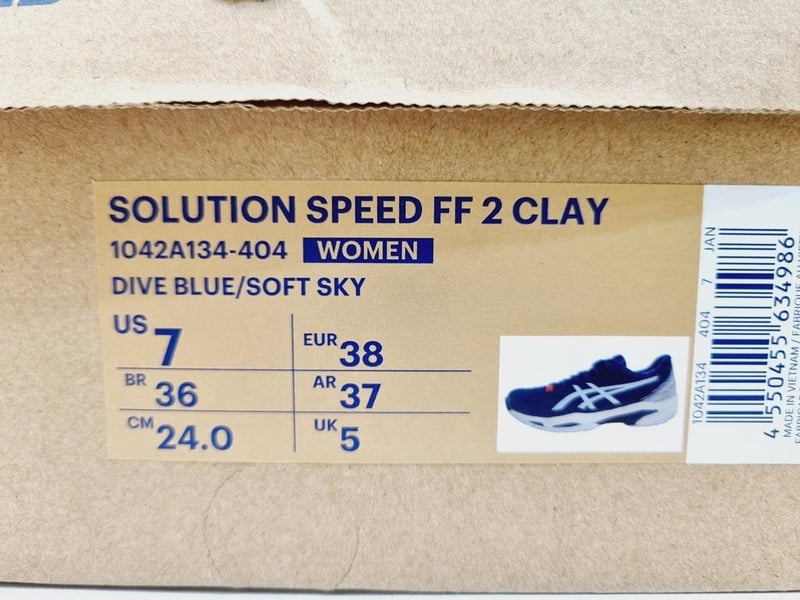 SOLUTION SPEED FF 2 CLAY
1042A134-404 WOMEN
DIVE BLUE/SOFT SKY
US 7
EUR 38
BR 36
AR 37
CM 24.0
UK 5
1042A134 404 7 JAN
4 550455 634986
MADE IN VIETNAM / FABRIQUÉ AU VIETNAM